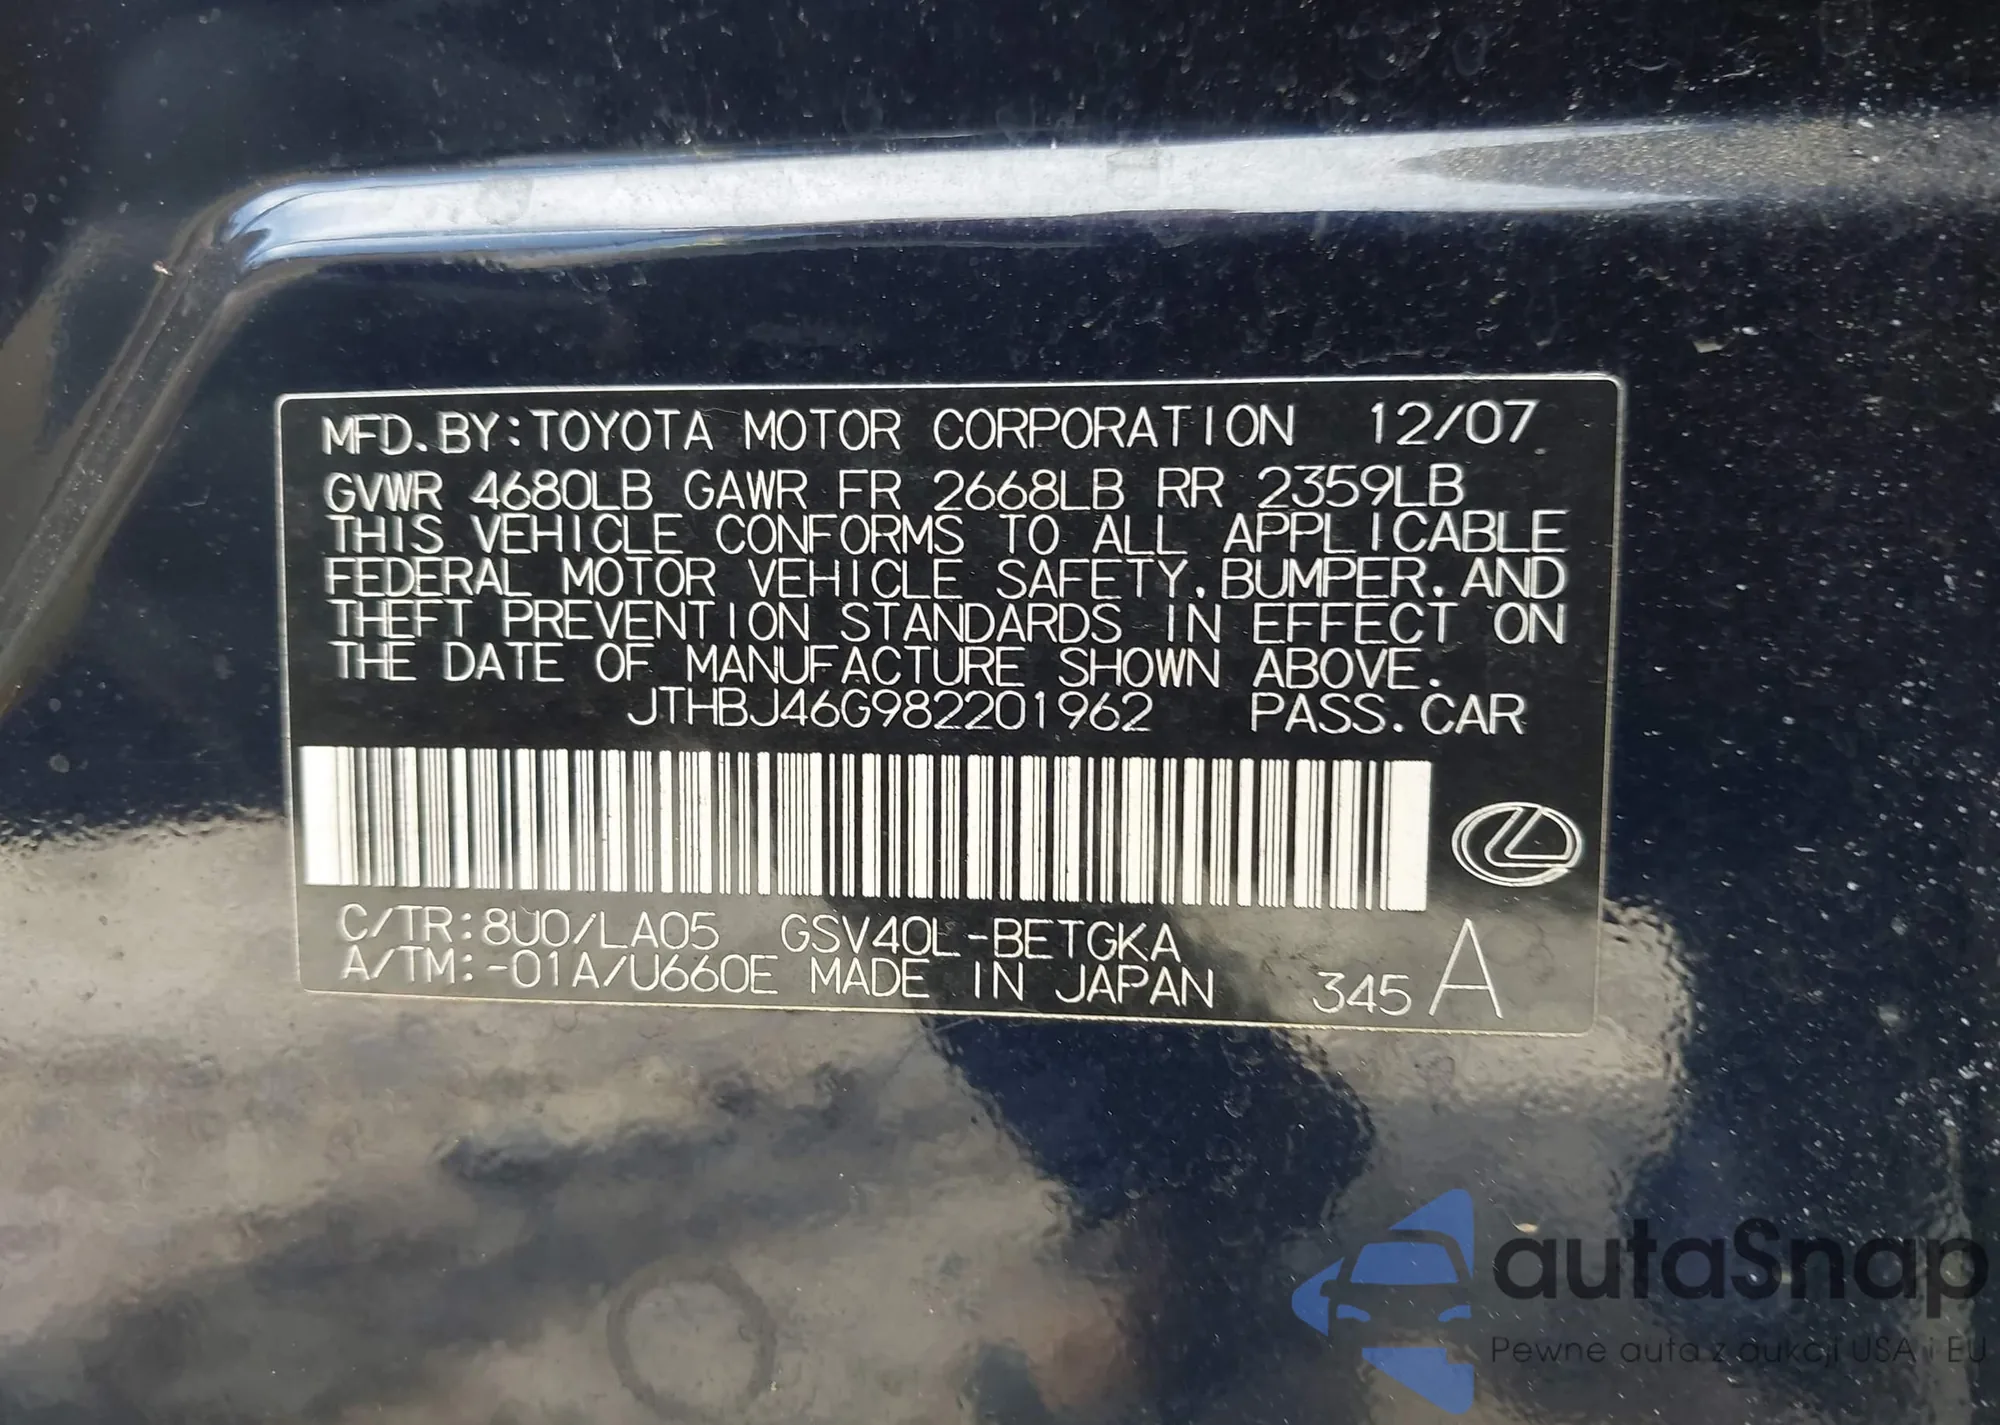 MFD.BY:TOYOTA MOTOR CORPORATION 12/07
GVWR 4680LB GAWR FR 2668LB RR 2359LB
THIS VEHICLE CONFORMS TO ALL APPLICABLE
FEDERAL MOTOR VEHICLE SAFETY,BUMPER,AND
THEFT PREVENTION STANDARDS IN EFFECT ON
THE DATE OF MANUFACTURE SHOWN ABOVE.
JTHBJ46G982201962 PASS.CAR
C/TR:8U0/LA05 GSV40L-BETGKA
A/TM:-01A/U660E MADE IN JAPAN 345 A
autaSnap
Pewne auta z aukcji USA i EU